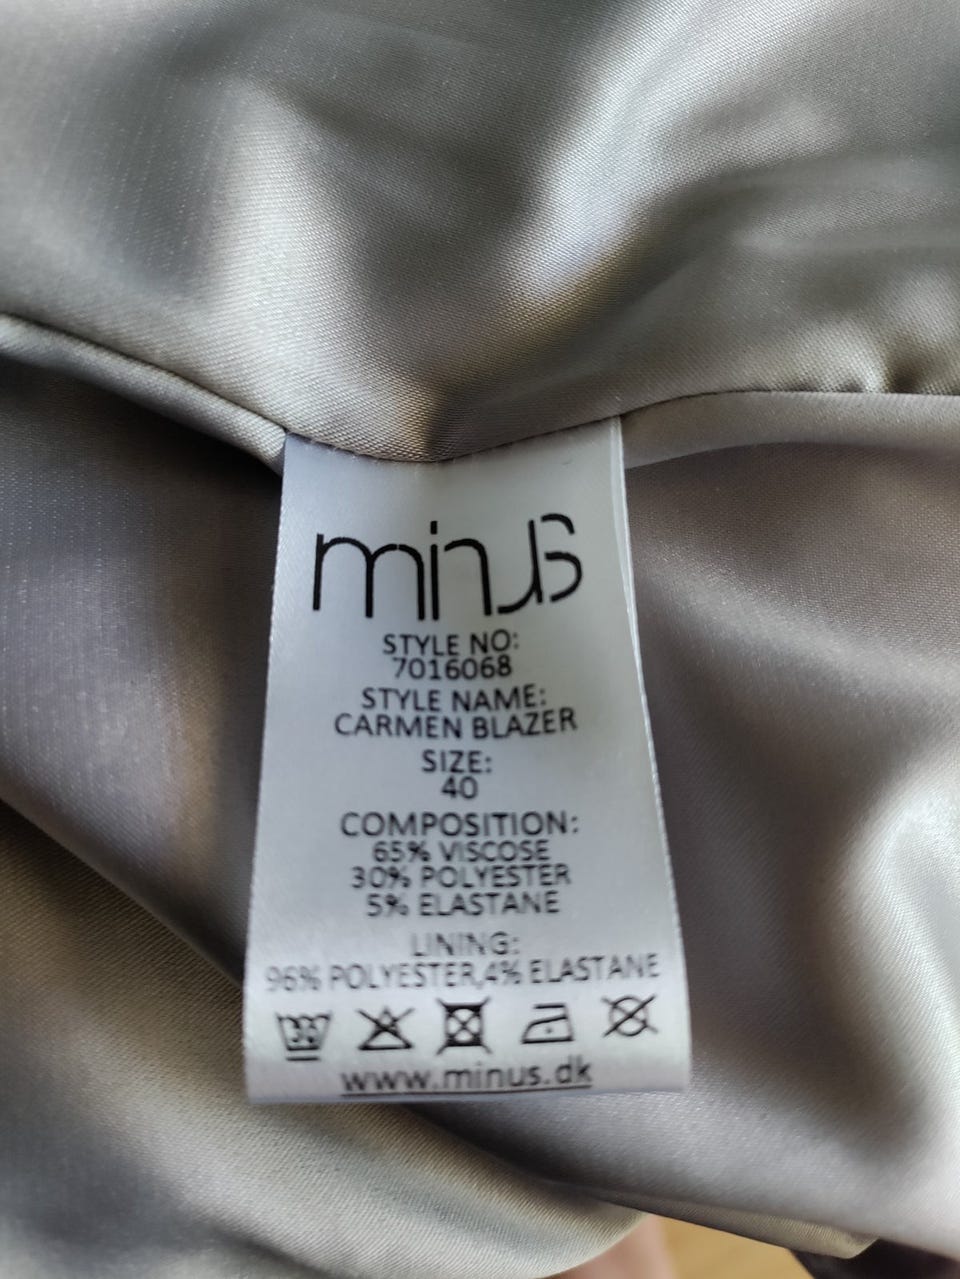 minus
STYLE NO:
7016068
STYLE NAME:
CARMEN BLAZER
SIZE:
40
COMPOSITION:
65% VISCOSE
30% POLYESTER
5% ELASTANE
LINING:
96% POLYESTER,4% ELASTANE
30
www.minus.dk